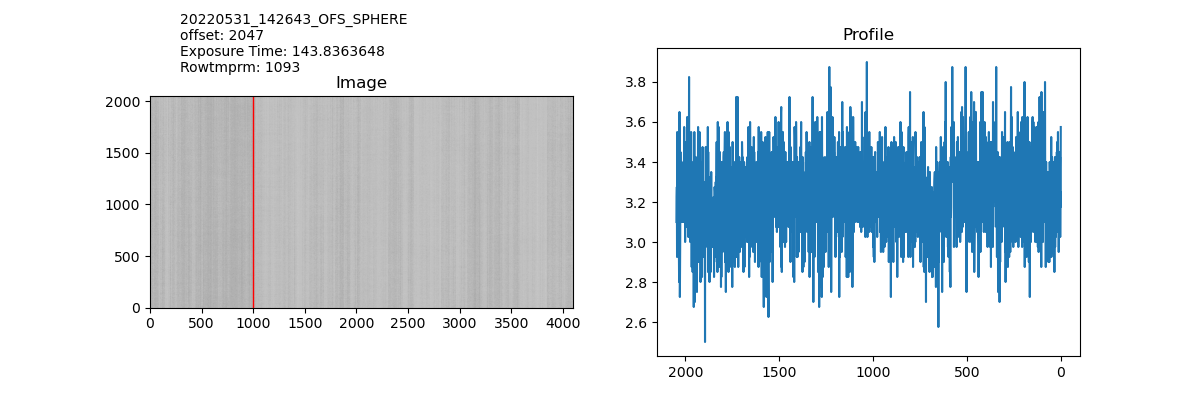 20220531_142643_OFS_SPHERE
offset: 2047
Exposure Time: 143.8363648
Rowtmprm: 1093
Image
2000
1500
1000
500
0
0 500 1000 1500 2000 2500 3000 3500 4000
Profile
3.8
3.6
3.4
3.2
3.0
2.8
2.6
2000 1500 1000 500 0